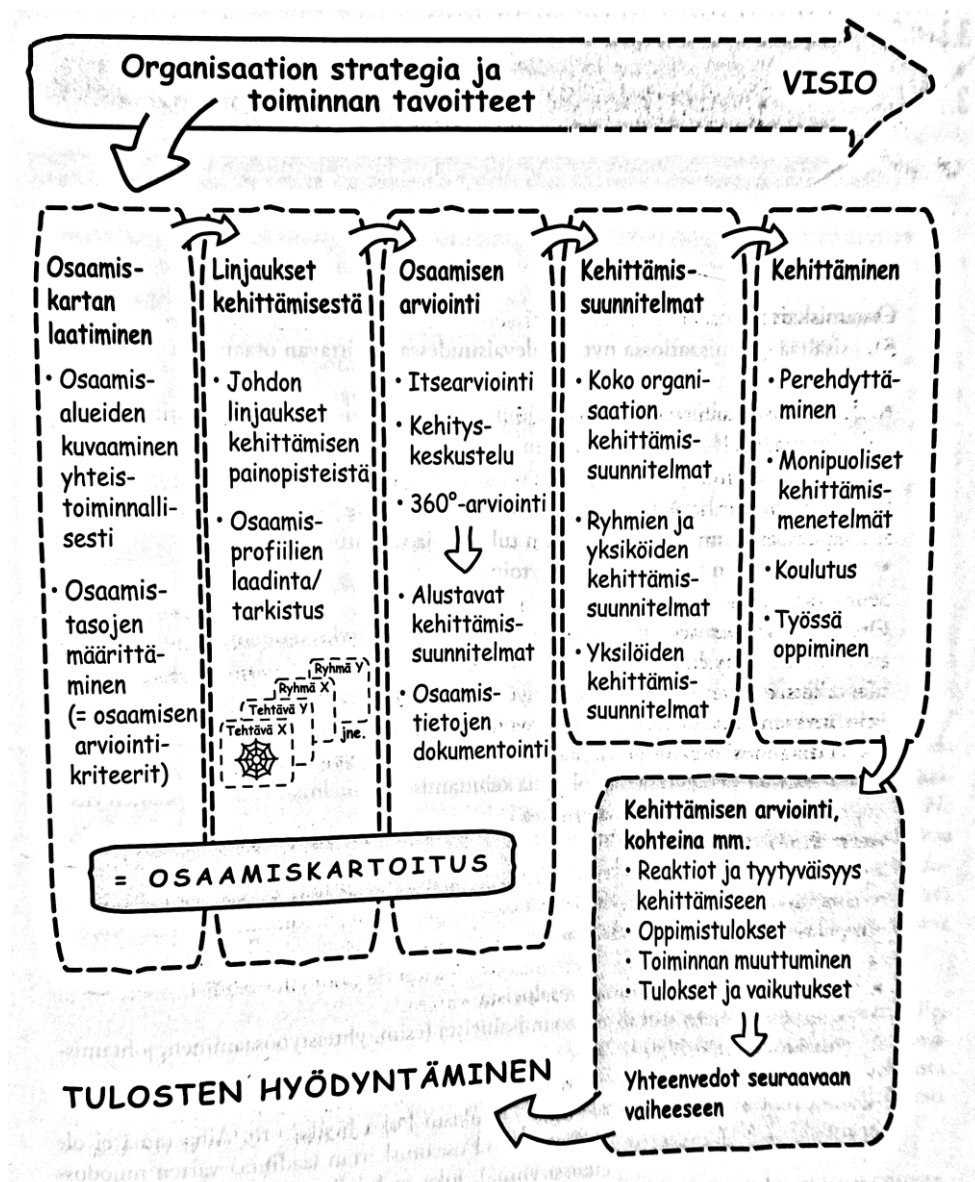 Organisaation strategia ja
toiminnan tavoitteet
VISIO
Osaamis-
kartan
laatiminen
• Osaamis-
alueiden
kuvaaminen
yhteis-
toiminnalli-
sesti
• Osaamis-
tasojen
määrittä-
minen
(= osaamisen
arviointi-
kriteerit)
Linjaukset
kehittämisestä
• Johdon
linjaukset
kehittämisen
painopisteistä
• Osaamis-
profiilien
laadinta/
tarkistus
Ryhmä Y
Ryhmä X
Tehtävä Y
Tehtävä X
jne.
Osaamisen
arviointi
• Itsearviointi
• Kehitys-
keskustelu
• 360°-arviointi
• Alustavat
kehittämis-
suunnitelmat
• Osaamis-
tietojen
dokumentointi
= OSAAMISKARTOITUS
Kehittämis-
suunnitelmat
• Koko organi-
saation
kehittämis-
suunnitelmat
• Ryhmien ja
yksiköiden
kehittämis-
suunnitelmat
• Yksilöiden
kehittämis-
suunnitelmat
Kehittäminen
• Perehdyttä-
minen
• Monipuoliset
kehittämis-
menetelmät
• Koulutus
• Työssä
oppiminen
Kehittämisen arviointi,
kohteina mm.
• Reaktiot ja tyytyväisyys
kehittämiseen
• Oppimistulokset
• Toiminnan muuttuminen
• Tulokset ja vaikutukset
Yhteenvedot seuraavaan
vaiheeseen
TULOSTEN HYÖDYNTÄMINEN